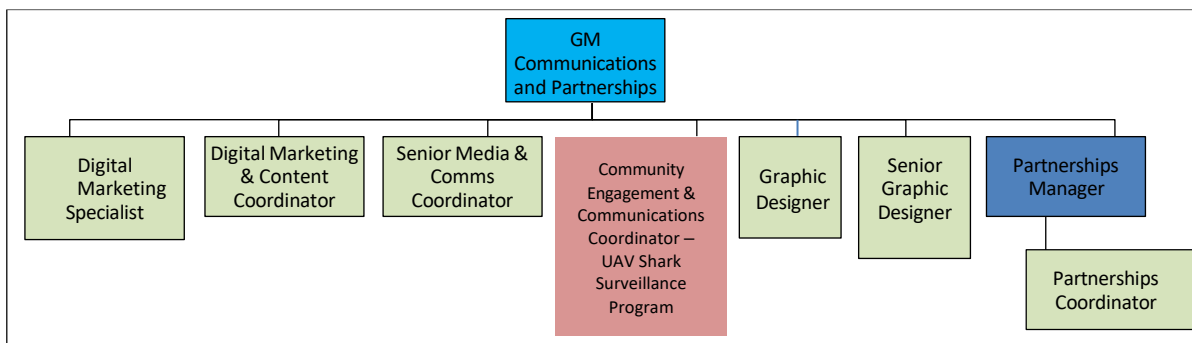 GM
Communications
and Partnerships
Digital
Marketing
Specialist
Digital Marketing
& Content
Coordinator
Senior Media &
Comms
Coordinator
Community
Engagement &
Communications
Coordinator –
UAV Shark
Surveillance
Program
Graphic
Designer
Senior
Graphic
Designer
Partnerships
Manager
Partnerships
Coordinator